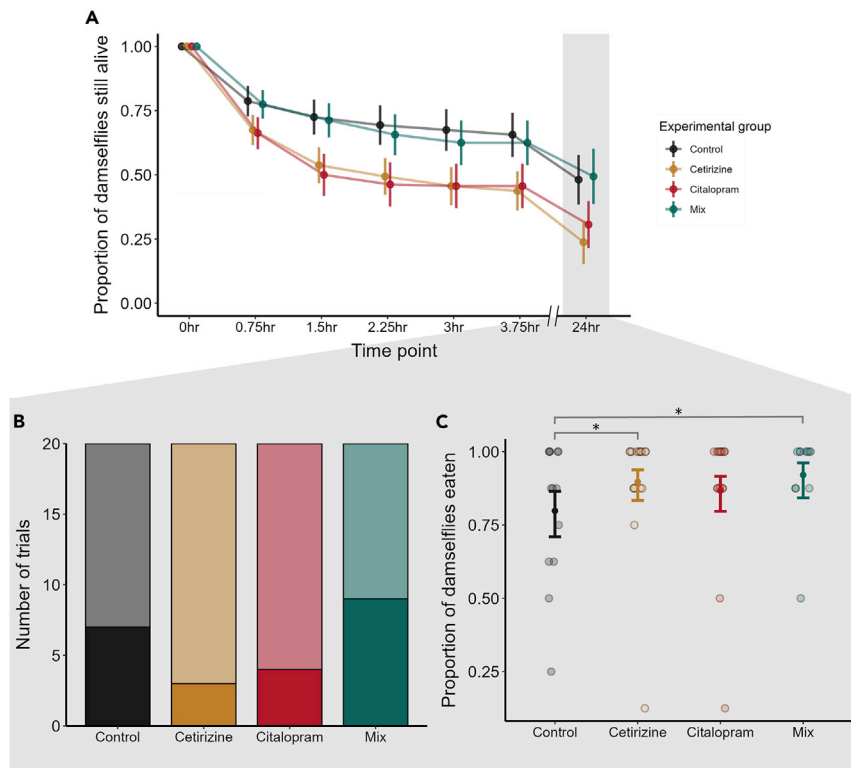 A
Proportion of damselflies still alive
1.00
0.75
0.50
0.25
0.00
0hr 0.75hr 1.5hr 2.25hr 3hr 3.75hr 24hr
Time point
Experimental group
Control
Cetirizine
Citalopram
Mix
B
Number of trials
20
15
10
5
0
Control Cetirizine Citalopram Mix
C
Proportion of damselflies eaten
1.00
0.75
0.50
0.25
*
*
Control Cetirizine Citalopram Mix